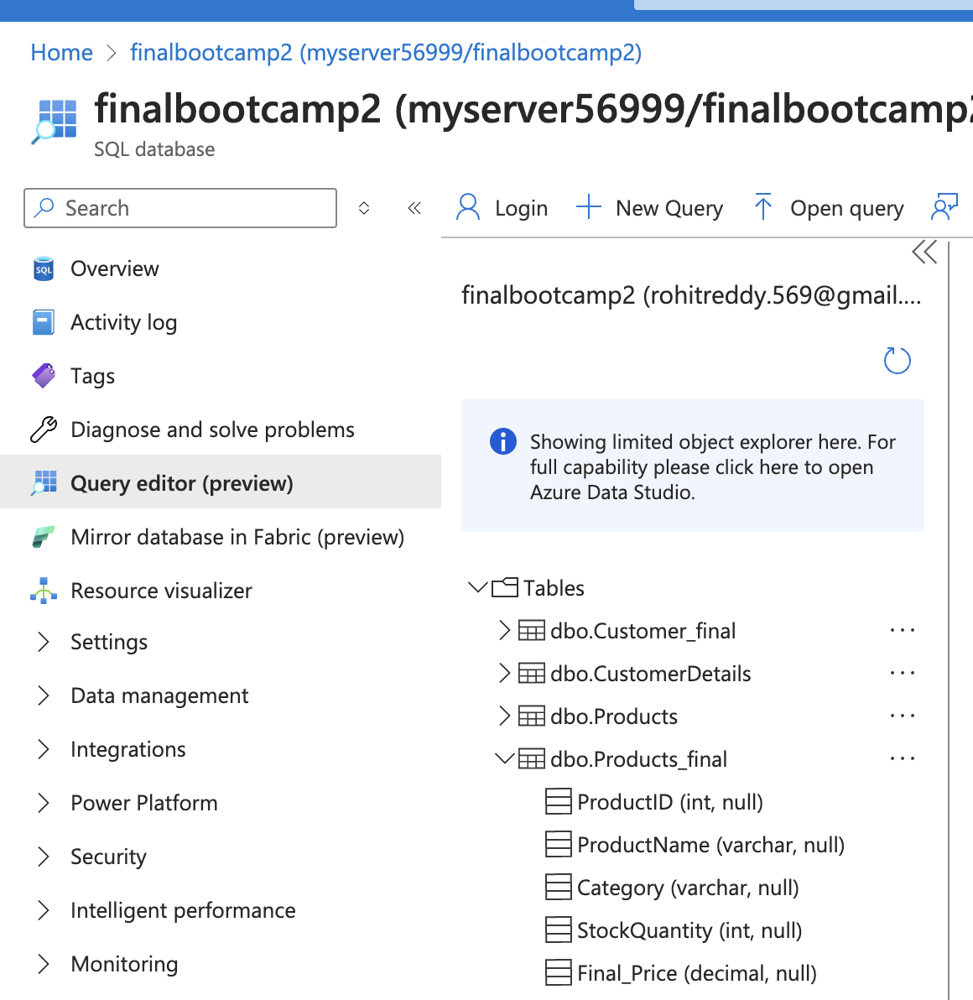 Home > finalbootcamp2 (myserver56999/finalbootcamp2)
finalbootcamp2 (myserver56999/finalbootcamp2
SQL database
Search
Login
New Query
Open query
Overview
Activity log
Tags
Diagnose and solve problems
Query editor (preview)
Mirror database in Fabric (preview)
Resource visualizer
Settings
Data management
Integrations
Power Platform
Security
Intelligent performance
Monitoring
finalbootcamp2 (rohitreddy.569@gmail....
Showing limited object explorer here. For
full capability please click here to open
Azure Data Studio.
Tables
dbo.Customer_final
dbo.CustomerDetails
dbo.Products
dbo.Products_final
ProductID (int, null)
ProductName (varchar, null)
Category (varchar, null)
StockQuantity (int, null)
Final_Price (decimal, null)